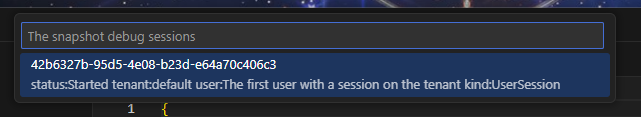 The snapshot debug sessions
42b6327b-95d5-4e08-b23d-e64a70c406c3
status:Started tenant:default user:The first user with a session on the tenant kind:UserSession
1 {